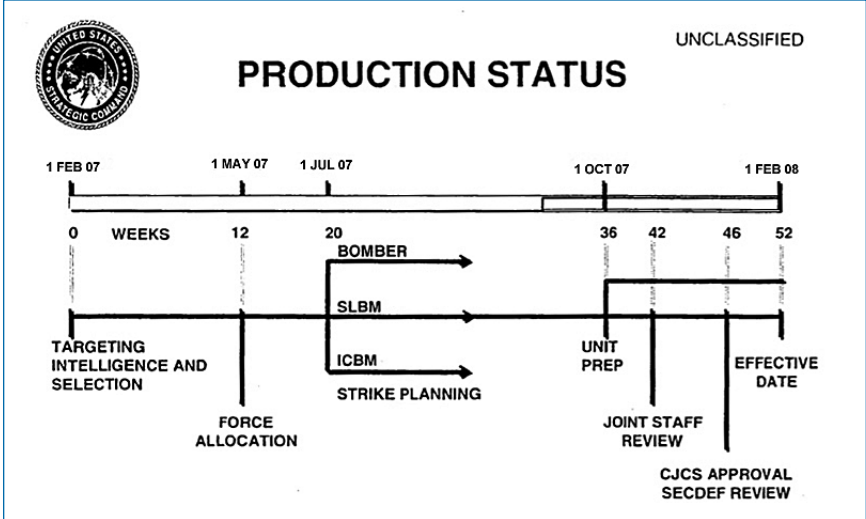 UNCLASSIFIED
UNITED STATES
STRATEGIC COMMAND
PRODUCTION STATUS
1 FEB 07
1 MAY 07
1 JUL 07
1 OCT 07
1 FEB 08
0 WEEKS 12 20 36 42 46 52
BOMBER
SLBM
ICBM
STRIKE PLANNING
TARGETING
INTELLIGENCE AND
SELECTION
FORCE
ALLOCATION
UNIT
PREP
JOINT STAFF
REVIEW
EFFECTIVE
DATE
CJCS APPROVAL
SECDEF REVIEW